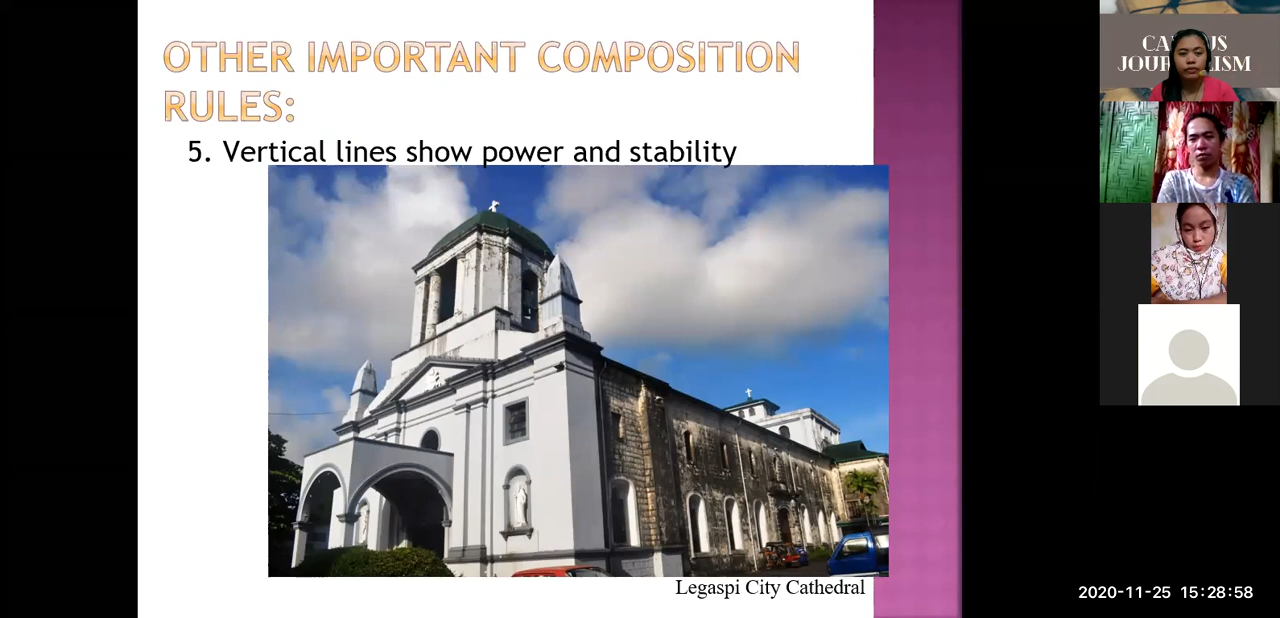 OTHER IMPORTANT COMPOSITION
RULES:
5. Vertical lines show power and stability
Legaspi City Cathedral
2020-11-25 15:28:58